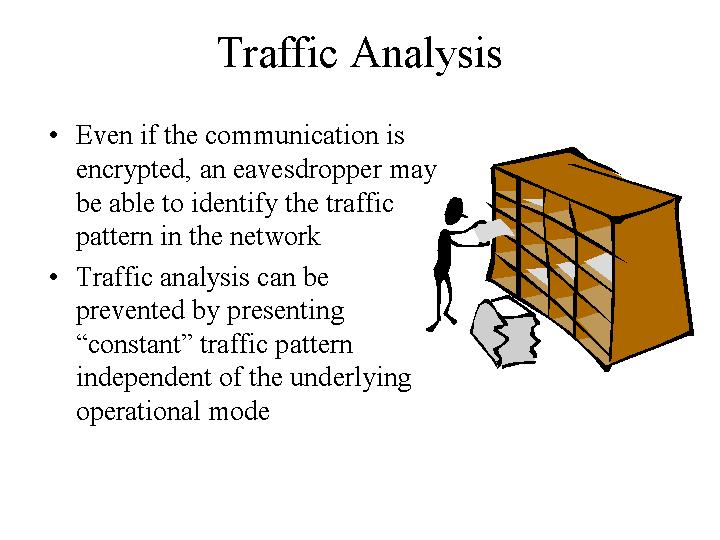 Traffic Analysis
• Even if the communication is
encrypted, an eavesdropper may
be able to identify the traffic
pattern in the network
• Traffic analysis can be
prevented by presenting
“constant” traffic pattern
independent of the underlying
operational mode